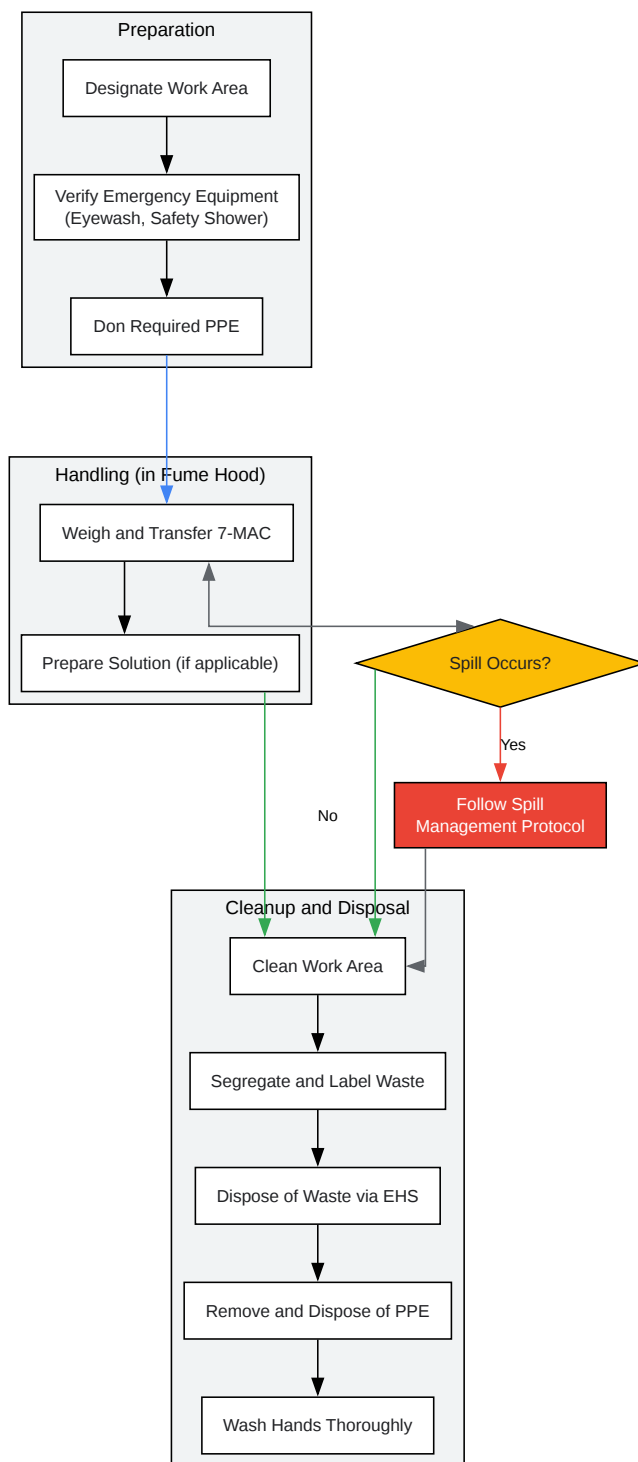 Preparation
Designate Work Area
Verify Emergency Equipment
(Eyewash, Safety Shower)
Don Required PPE
Handling (in Fume Hood)
Weigh and Transfer 7-MAC
Prepare Solution (if applicable)
Spill Occurs?
Yes
Follow Spill
Management Protocol
No
Cleanup and Disposal
Clean Work Area
Segregate and Label Waste
Dispose of Waste via EHS
Remove and Dispose of PPE
Wash Hands Thoroughly